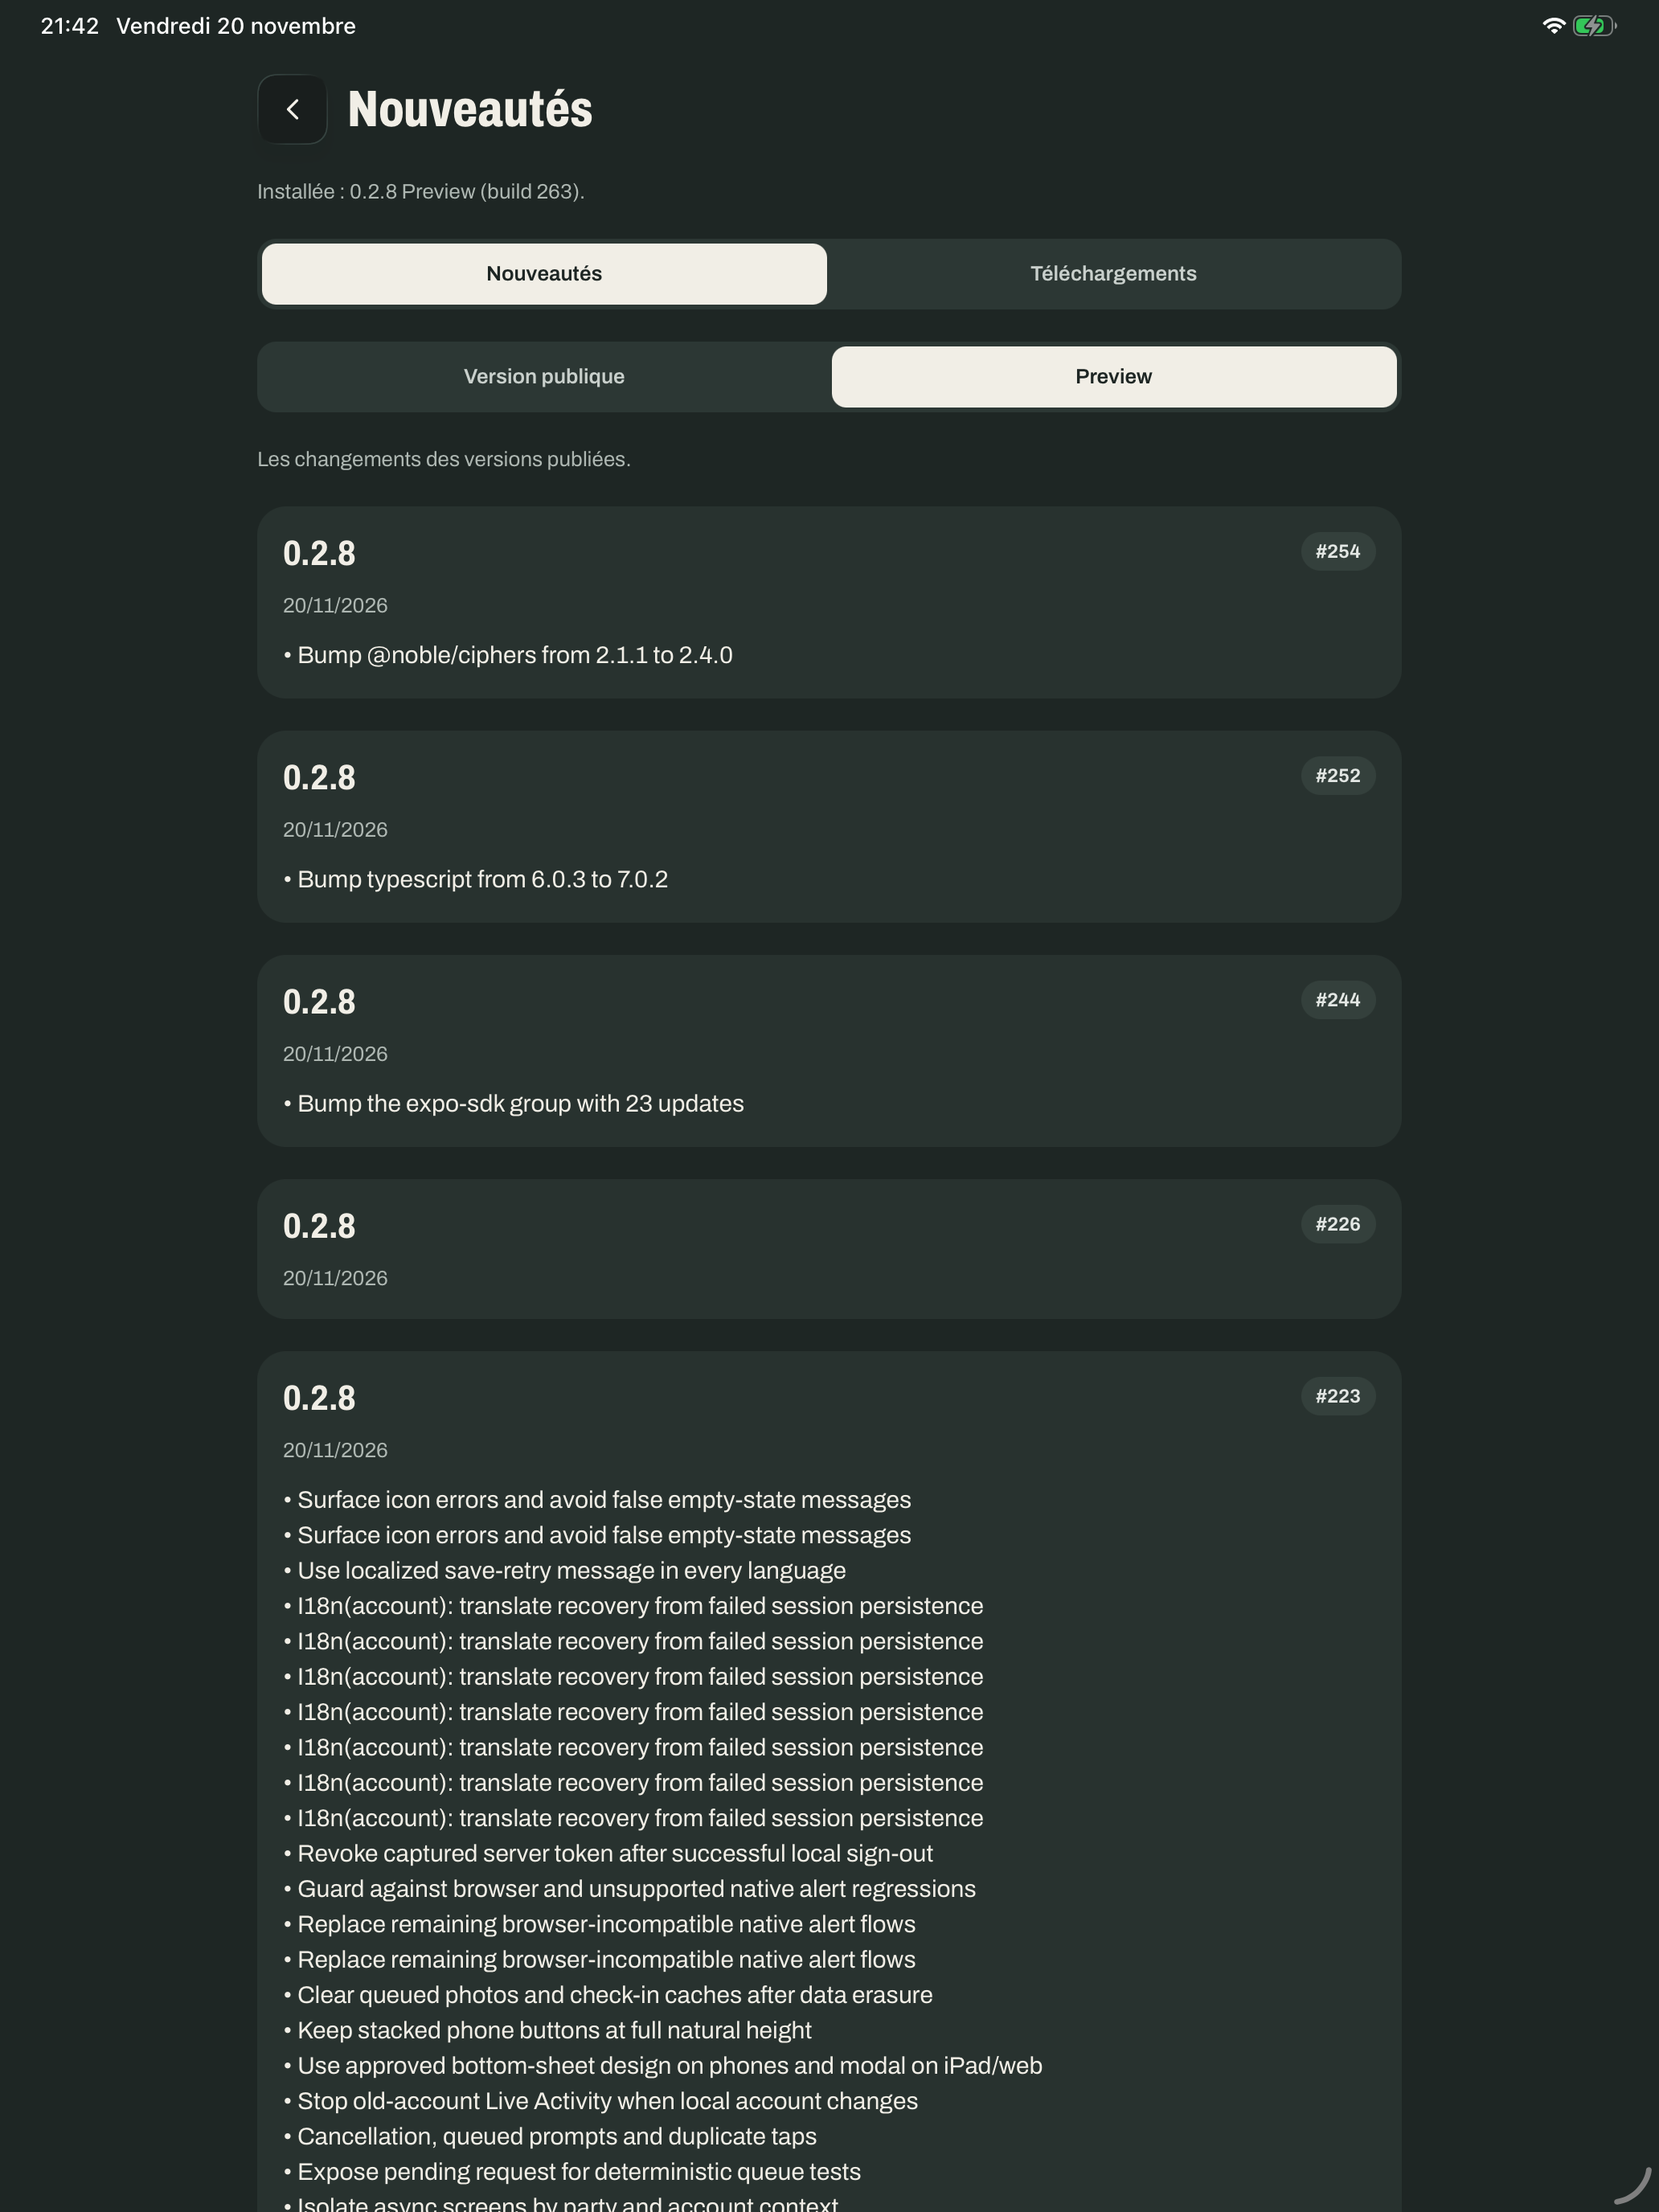 21:42 Vendredi 20 novembre
Nouveautés
Installée : 0.2.8 Preview (build 263).
Nouveautés
Téléchargements
Version publique
Preview
Les changements des versions publiées.
0.2.8
#254
20/11/2026
• Bump @noble/ciphers from 2.1.1 to 2.4.0
0.2.8
#252
20/11/2026
• Bump typescript from 6.0.3 to 7.0.2
0.2.8
#244
20/11/2026
• Bump the expo-sdk group with 23 updates
0.2.8
#226
20/11/2026
0.2.8
#223
20/11/2026
• Surface icon errors and avoid false empty-state messages
• Surface icon errors and avoid false empty-state messages
• Use localized save-retry message in every language
• I18n(account): translate recovery from failed session persistence
• I18n(account): translate recovery from failed session persistence
• I18n(account): translate recovery from failed session persistence
• I18n(account): translate recovery from failed session persistence
• I18n(account): translate recovery from failed session persistence
• I18n(account): translate recovery from failed session persistence
• I18n(account): translate recovery from failed session persistence
• Revoke captured server token after successful local sign-out
• Guard against browser and unsupported native alert regressions
• Replace remaining browser-incompatible native alert flows
• Replace remaining browser-incompatible native alert flows
• Clear queued photos and check-in caches after data erasure
• Keep stacked phone buttons at full natural height
• Use approved bottom-sheet design on phones and modal on iPad/web
• Stop old-account Live Activity when local account changes
• Cancellation, queued prompts and duplicate taps
• Expose pending request for deterministic queue tests
• Isolate async screens by party and account context